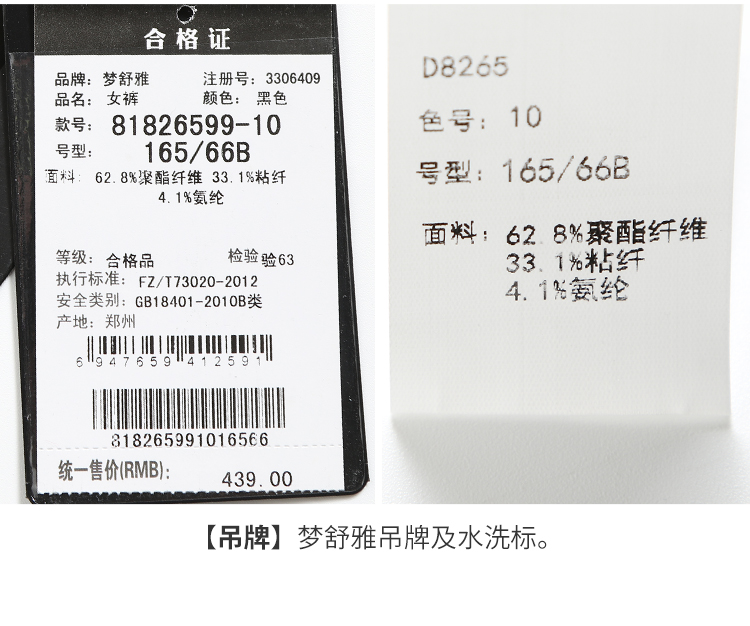 合格证
品牌: 梦舒雅 注册号: 3306409
品名: 女裤 颜色: 黑色
款号: 81826599-10
号型: 165/66B
面料: 62.8%聚酯纤维 33.1%粘纤
4.1%氨纶
等级: 合格品 检验 验63
执行标准: FZ/T73020-2012
安全类别: GB18401-2010B类
产地: 郑州
6 947659 412591
818265991016566
统一售价(RMB): 439.00
D8265
色号: 10
号型: 165/66B
面料: 62.8%聚酯纤维
33.1%粘纤
4.1%氨纶
【吊牌】梦舒雅吊牌及水洗标。